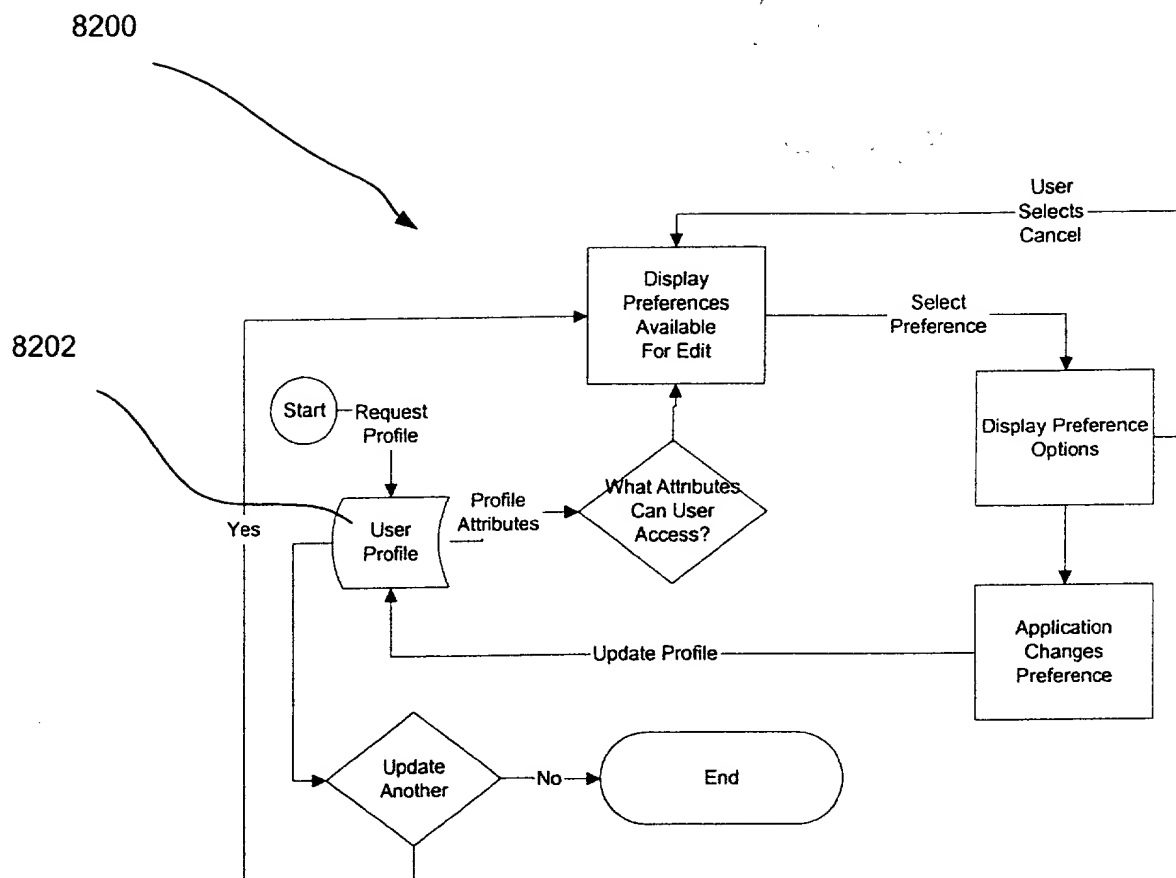 8200
User
Selects
Cancel
Display
Preferences
Available
For Edit
Select
Preference
8202
Start
Request
Profile
Display Preference
Options
What Attributes
Can User
Access?
Profile
Attributes
User
Profile
Yes
Application
Changes
Preference
Update Profile
Update
Another
No
End